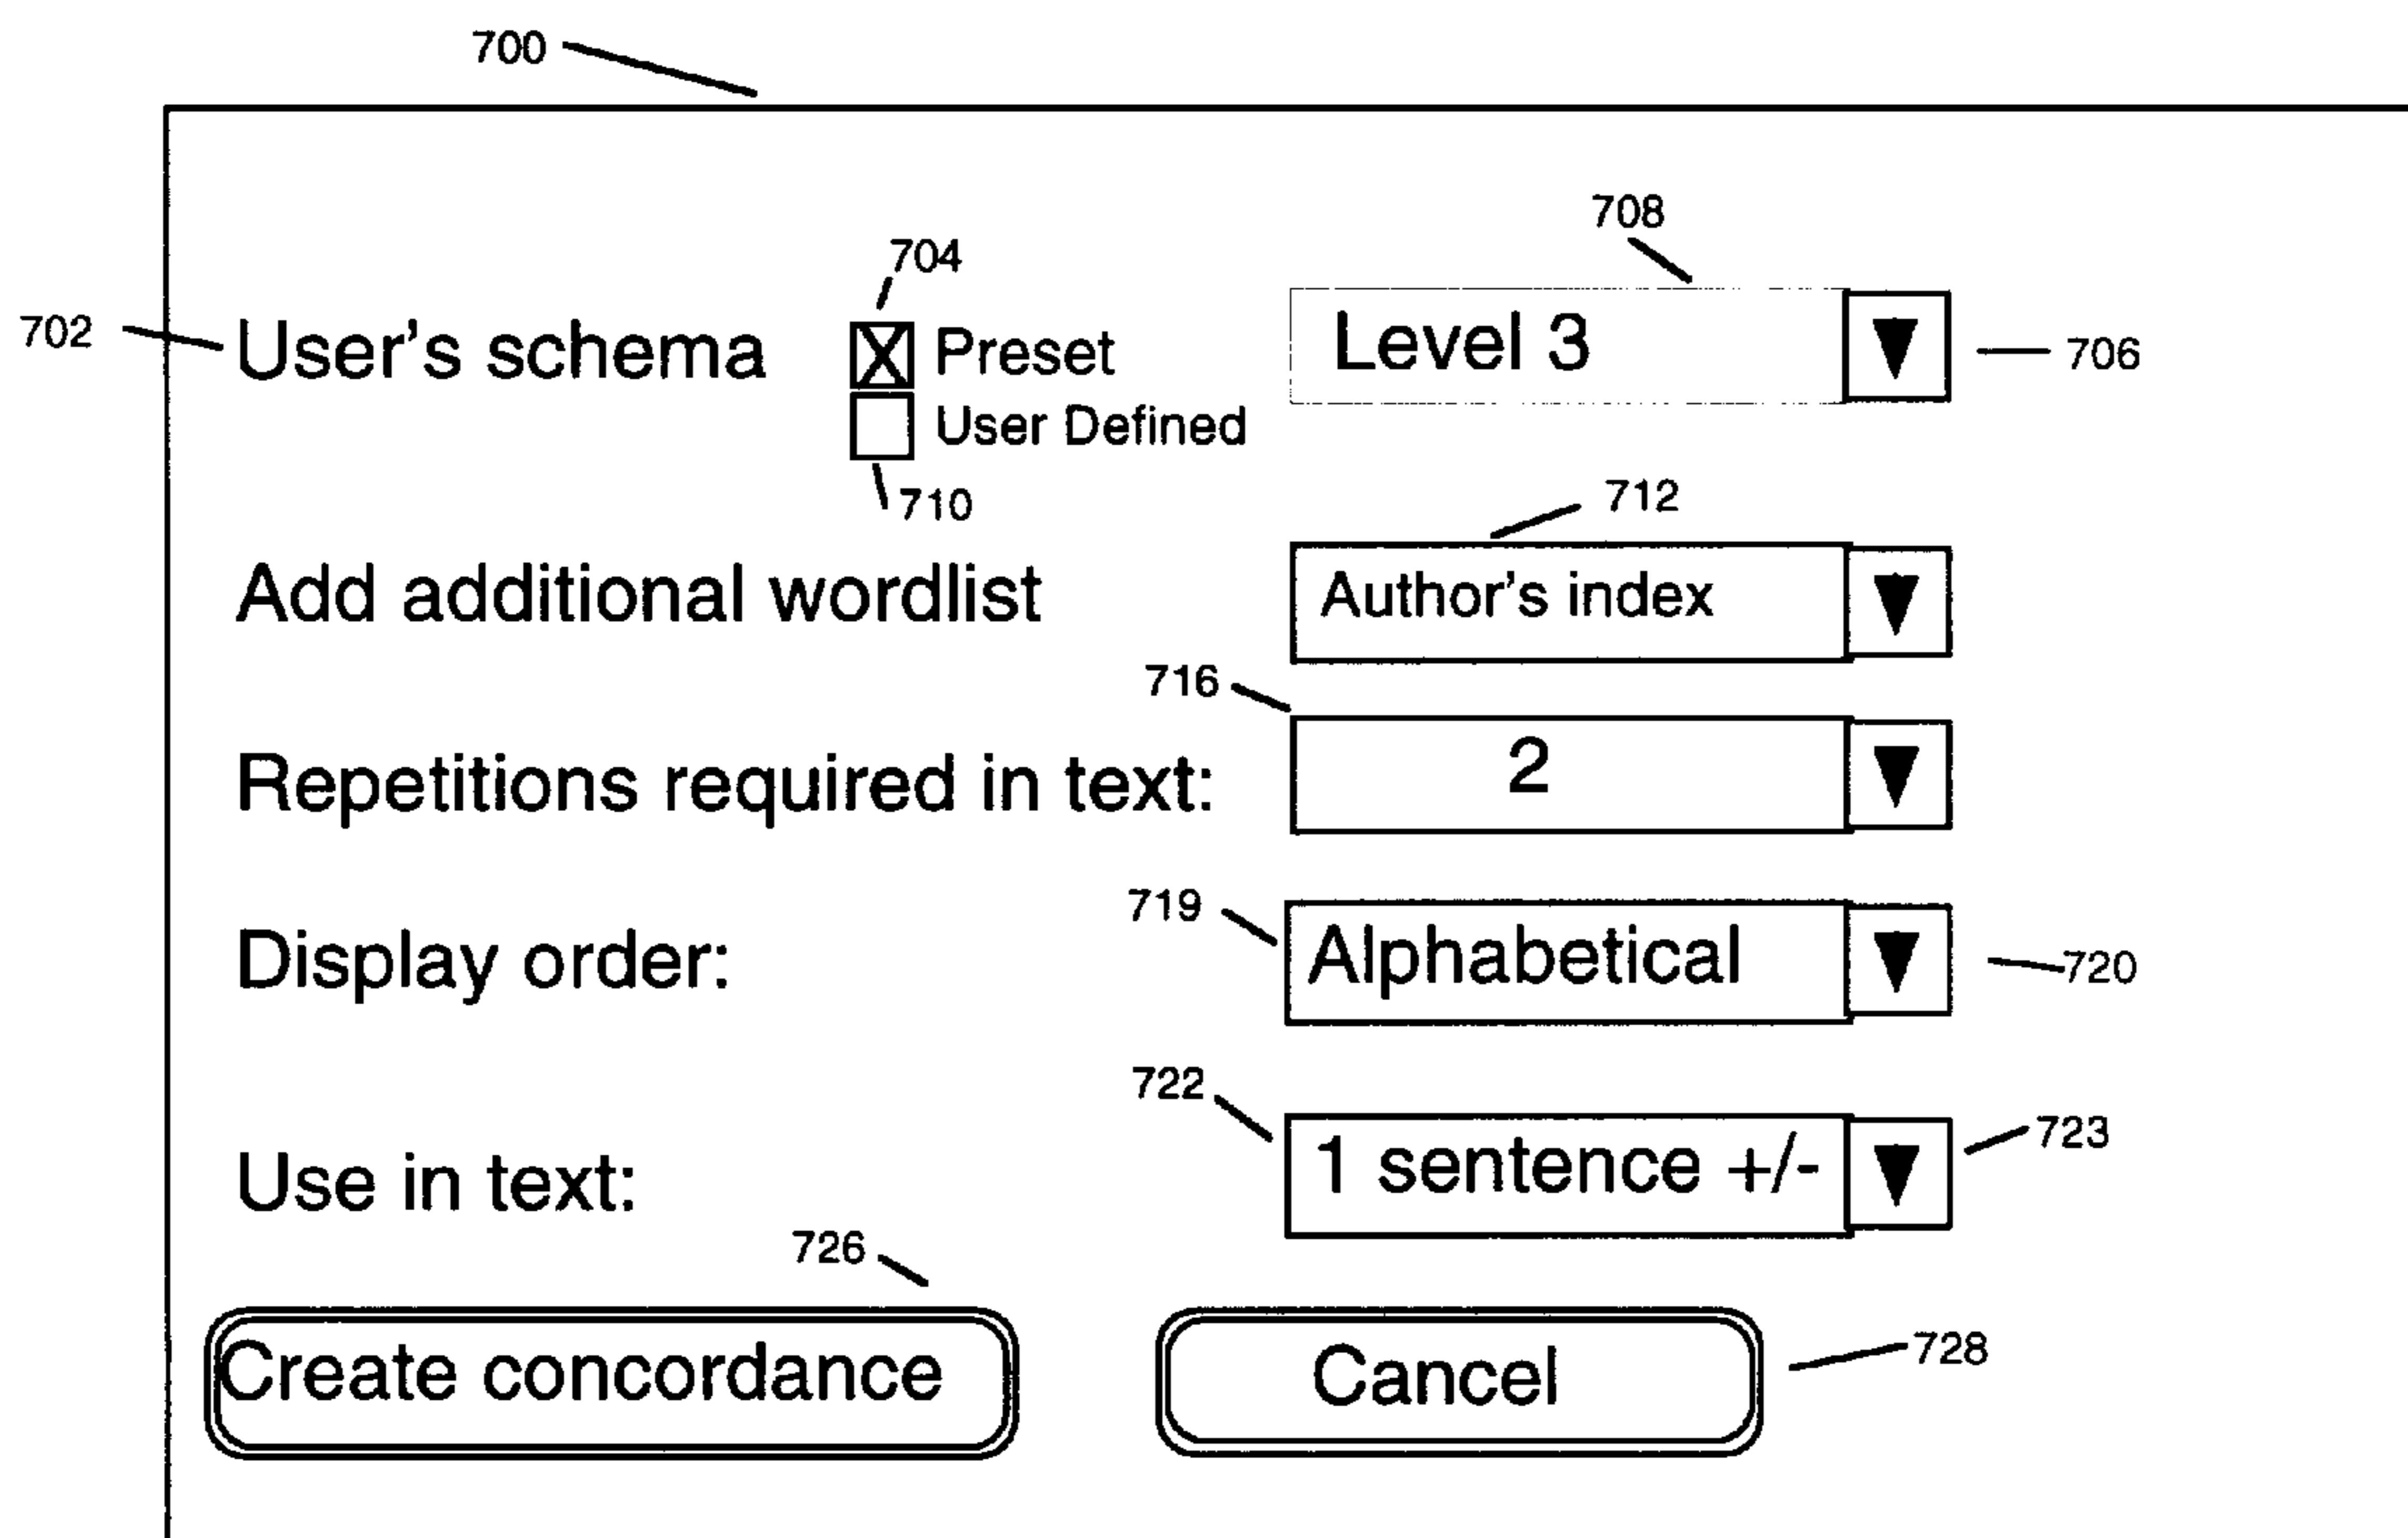 700
708
704
702 User's schema X Preset Level 3 706
User Defined
710
712
Add additional wordlist Author's index
716
Repetitions required in text: 2
719
Display order: Alphabetical 720
722
723
Use in text: 1 sentence +/-
726
Create concordance Cancel 728